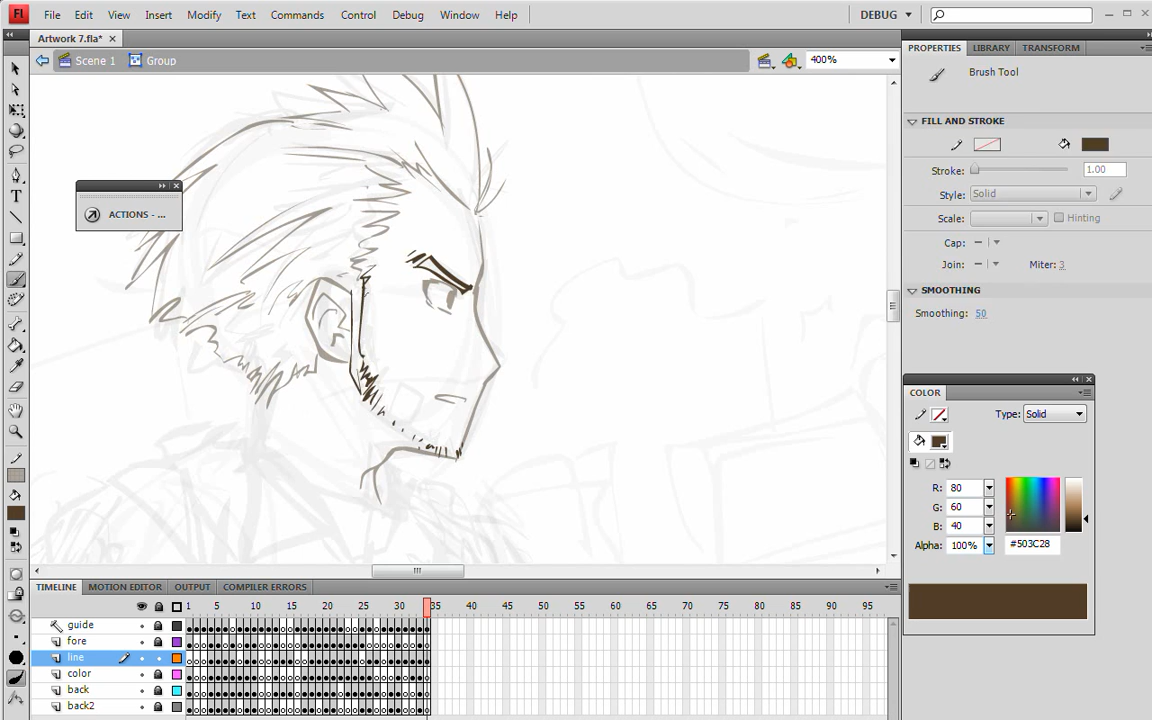 Fl File Edit View Insert Modify Text Commands Control Debug Window Help DEBUG
Artwork 7.fla*
Scene 1 Group 400%
PROPERTIES LIBRARY TRANSFORM
Brush Tool
FILL AND STROKE
Stroke: 1.00
Style: Solid
Scale: Hinting
Cap:
Join: Miter: 3
SMOOTHING
Smoothing: 50
ACTIONS - ...
T
COLOR
Type: Solid
R: 80
G: 60
B: 40
Alpha: 100% #503C28
TIMELINE MOTION EDITOR OUTPUT COMPILER ERRORS
1 5 10 15 20 25 30 35 40 45 50 55 60 65 70 75 80 85 90 95
guide
fore
line
color
back
back2